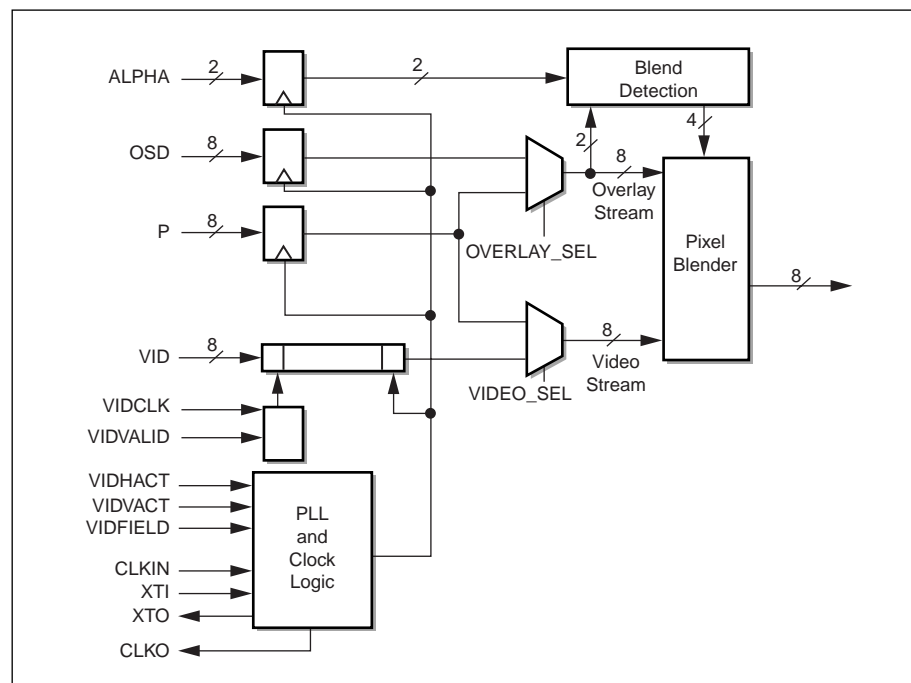 ALPHA
2
2
Blend
Detection
4
OSD
8
2
8
Overlay
Stream
P
8
OVERLAY_SEL
Pixel
Blender
8
VID
8
8
Video
Stream
VIDEO_SEL
VIDCLK
VIDVALID
VIDHACT
VIDVACT
VIDFIELD
PLL
and
Clock
Logic
CLKIN
XTI
XTO
CLKO